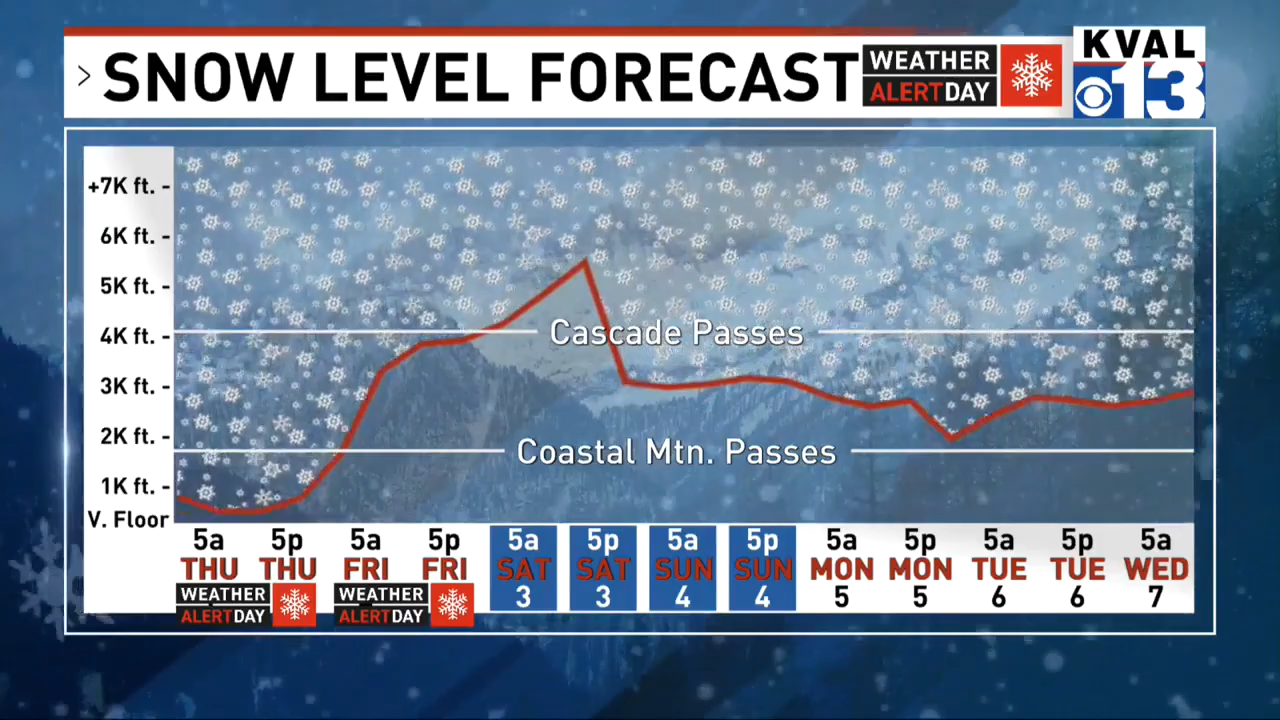 > SNOW LEVEL FORECAST
WEATHER
ALERT DAY
KVAL
13
+7K ft. -
6K ft. -
5K ft. -
4K ft. -
3K ft. -
2K ft. -
1K ft. -
V. Floor
Cascade Passes
Coastal Mtn. Passes
5a 5p 5a 5p 5a 5p 5a 5p 5a 5p 5a 5p 5a
THU THU FRI FRI SAT SAT SUN SUN MON MON TUE TUE WED
3 3 4 4 5 5 6 6 7
WEATHER WEATHER
ALERT DAY ALERT DAY